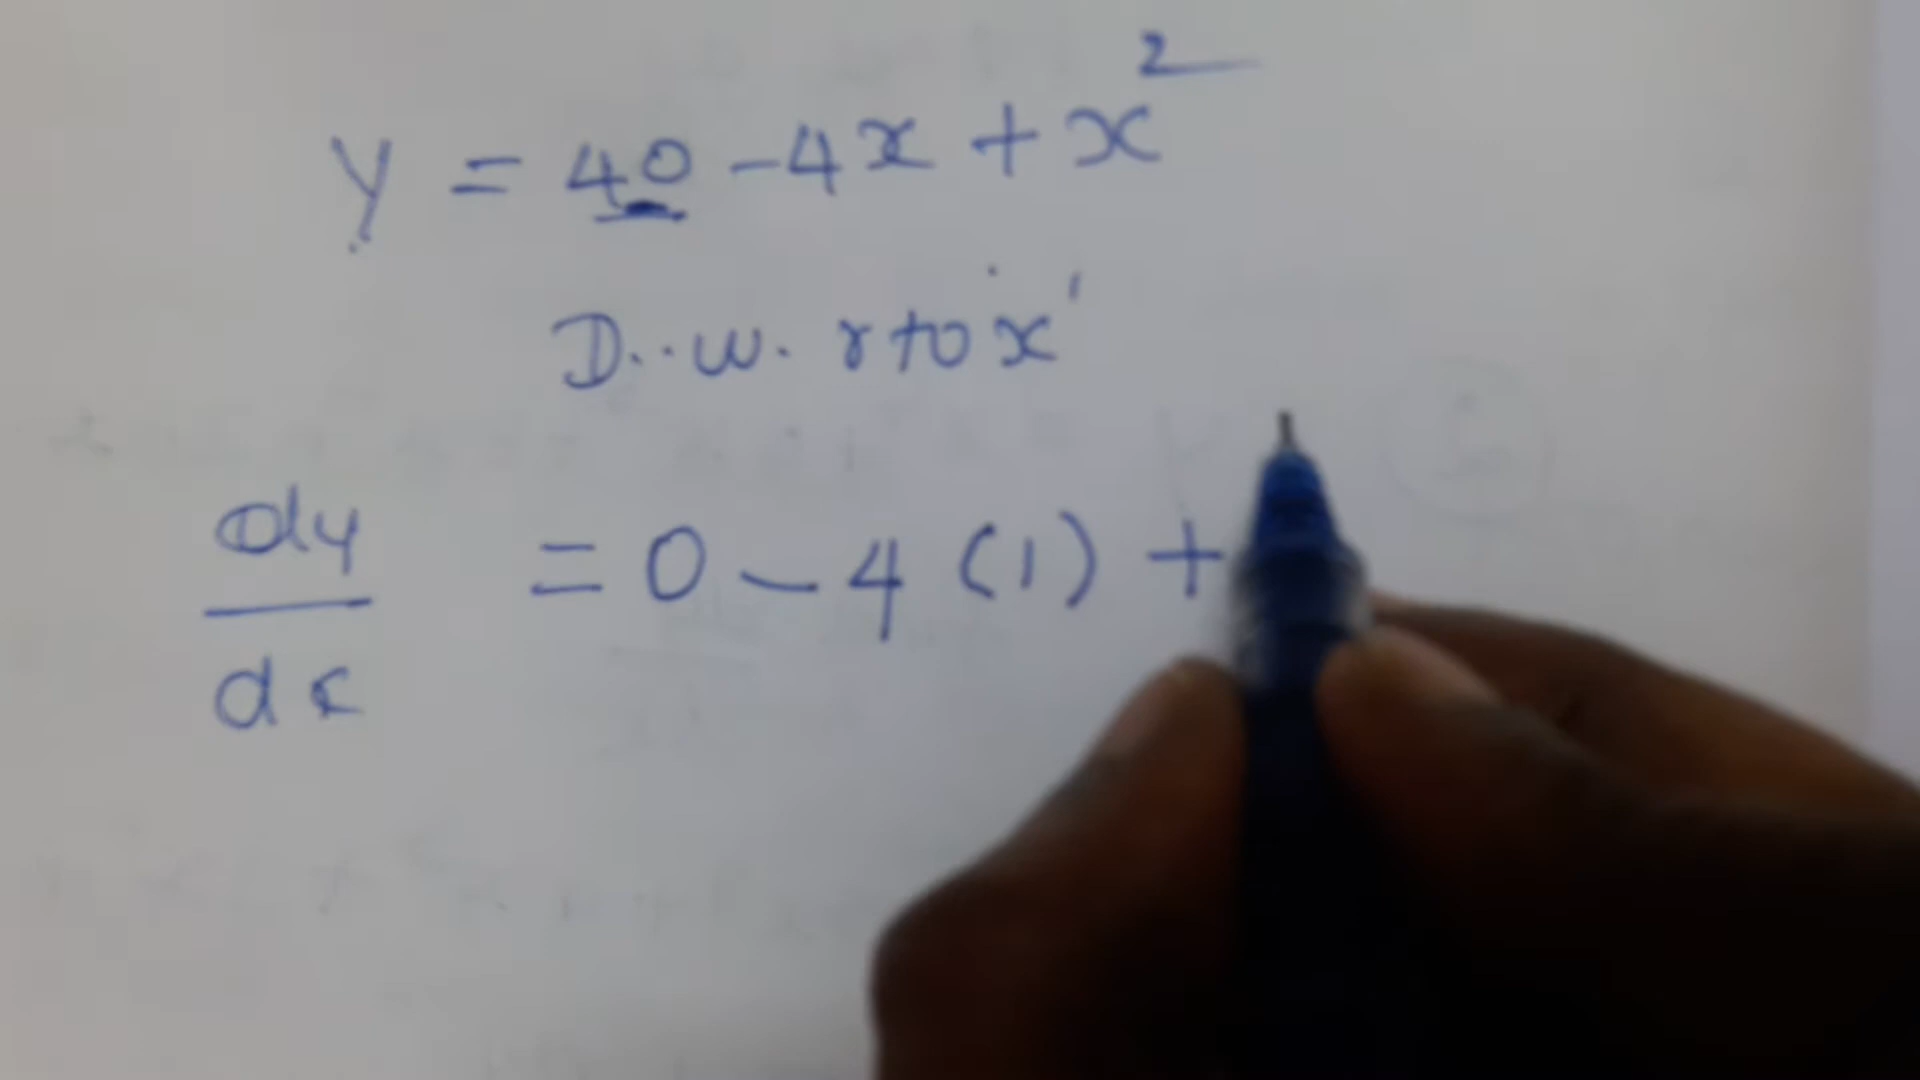 y = 40 - 4x + x²
D.. w. r to x'
dy
— = 0 - 4 (1) +
dx